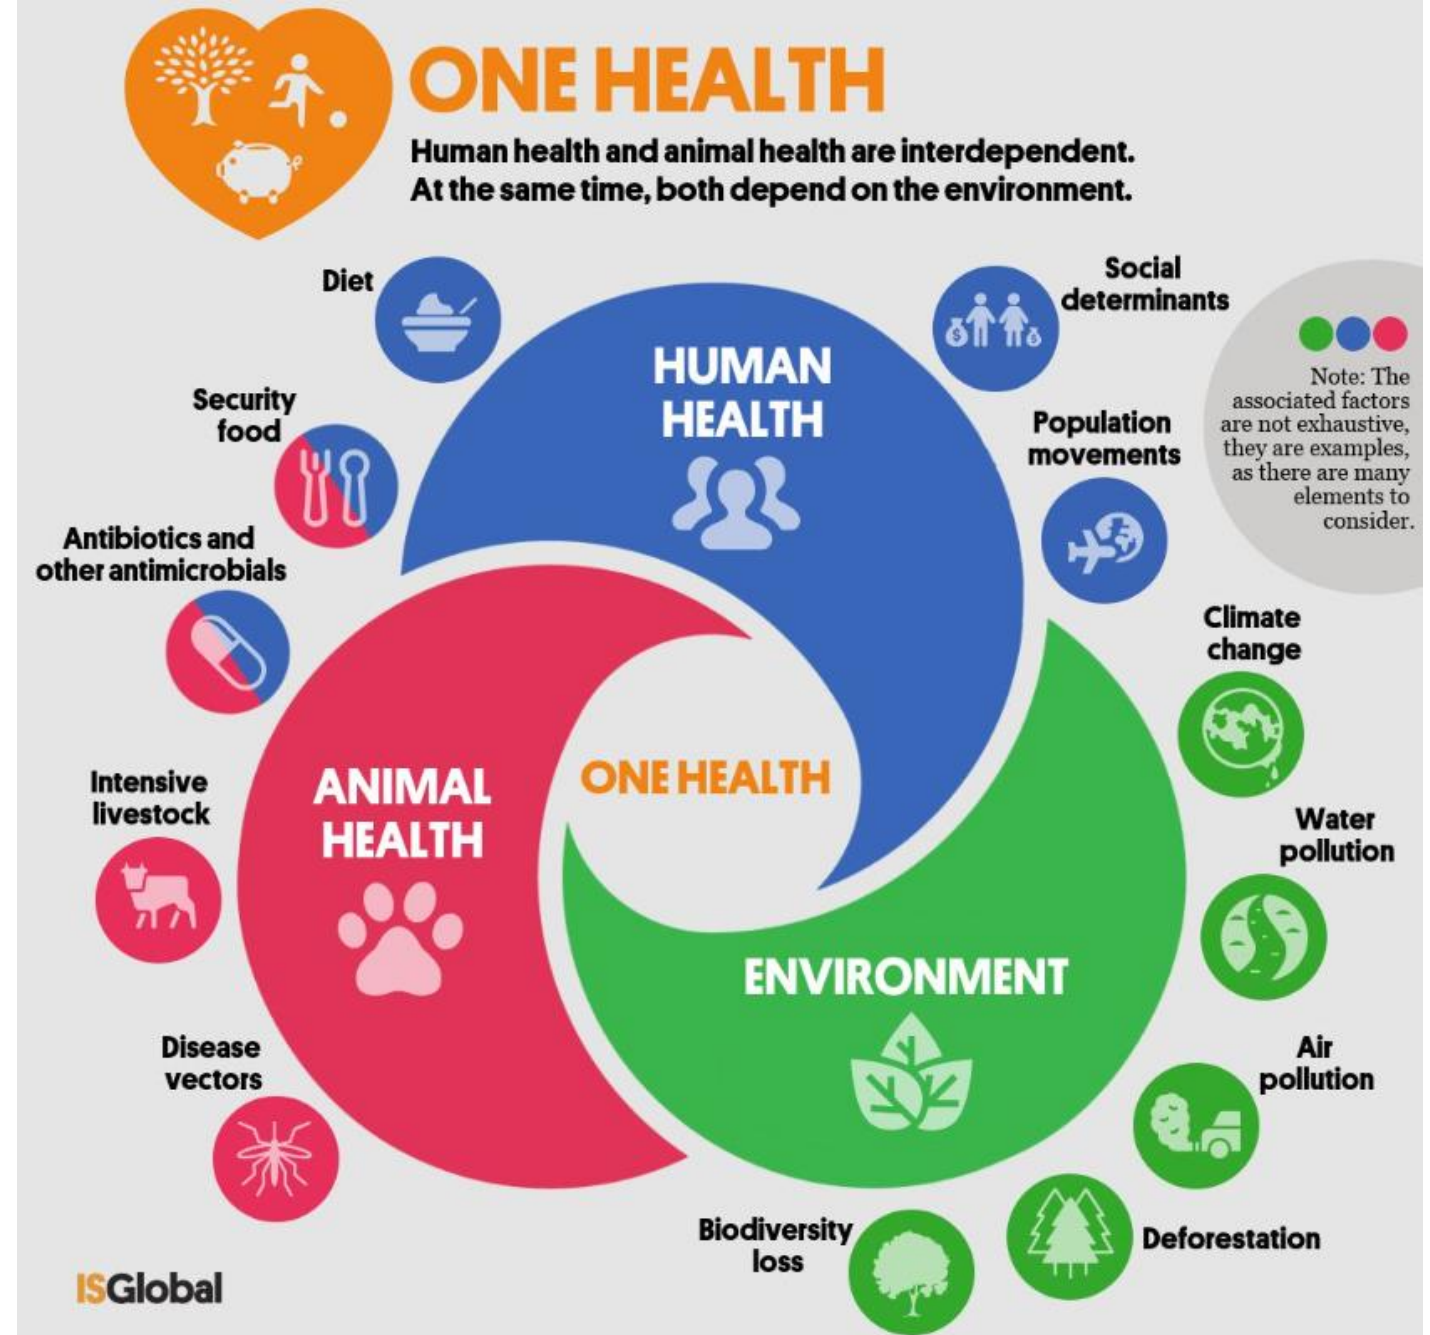 ONE HEALTH
Human health and animal health are interdependent.
At the same time, both depend on the environment.
Diet
Social
determinants
HUMAN
HEALTH
Note: The
associated factors
are not exhaustive,
they are examples,
as there are many
elements to
consider.
Security
food
Population
movements
Antibiotics and
other antimicrobials
Climate
change
ONE HEALTH
ANIMAL
HEALTH
Intensive
livestock
Water
pollution
ENVIRONMENT
Disease
vectors
Air
pollution
Biodiversity
loss
Deforestation
ISGlobal